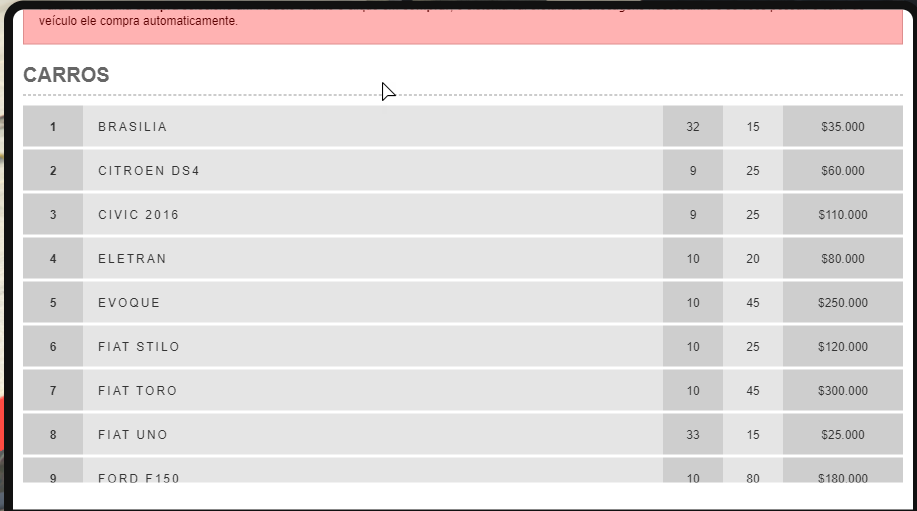 veículo ele compra automaticamente.
CARROS
1 BRASILIA 32 15 $35.000
2 CITROEN DS4 9 25 $60.000
3 CIVIC 2016 9 25 $110.000
4 ELETRAN 10 20 $80.000
5 EVOQUE 10 45 $250.000
6 FIAT STILO 10 25 $120.000
7 FIAT TORO 10 45 $300.000
8 FIAT UNO 33 15 $25.000
9 FORD F150 10 80 $180.000